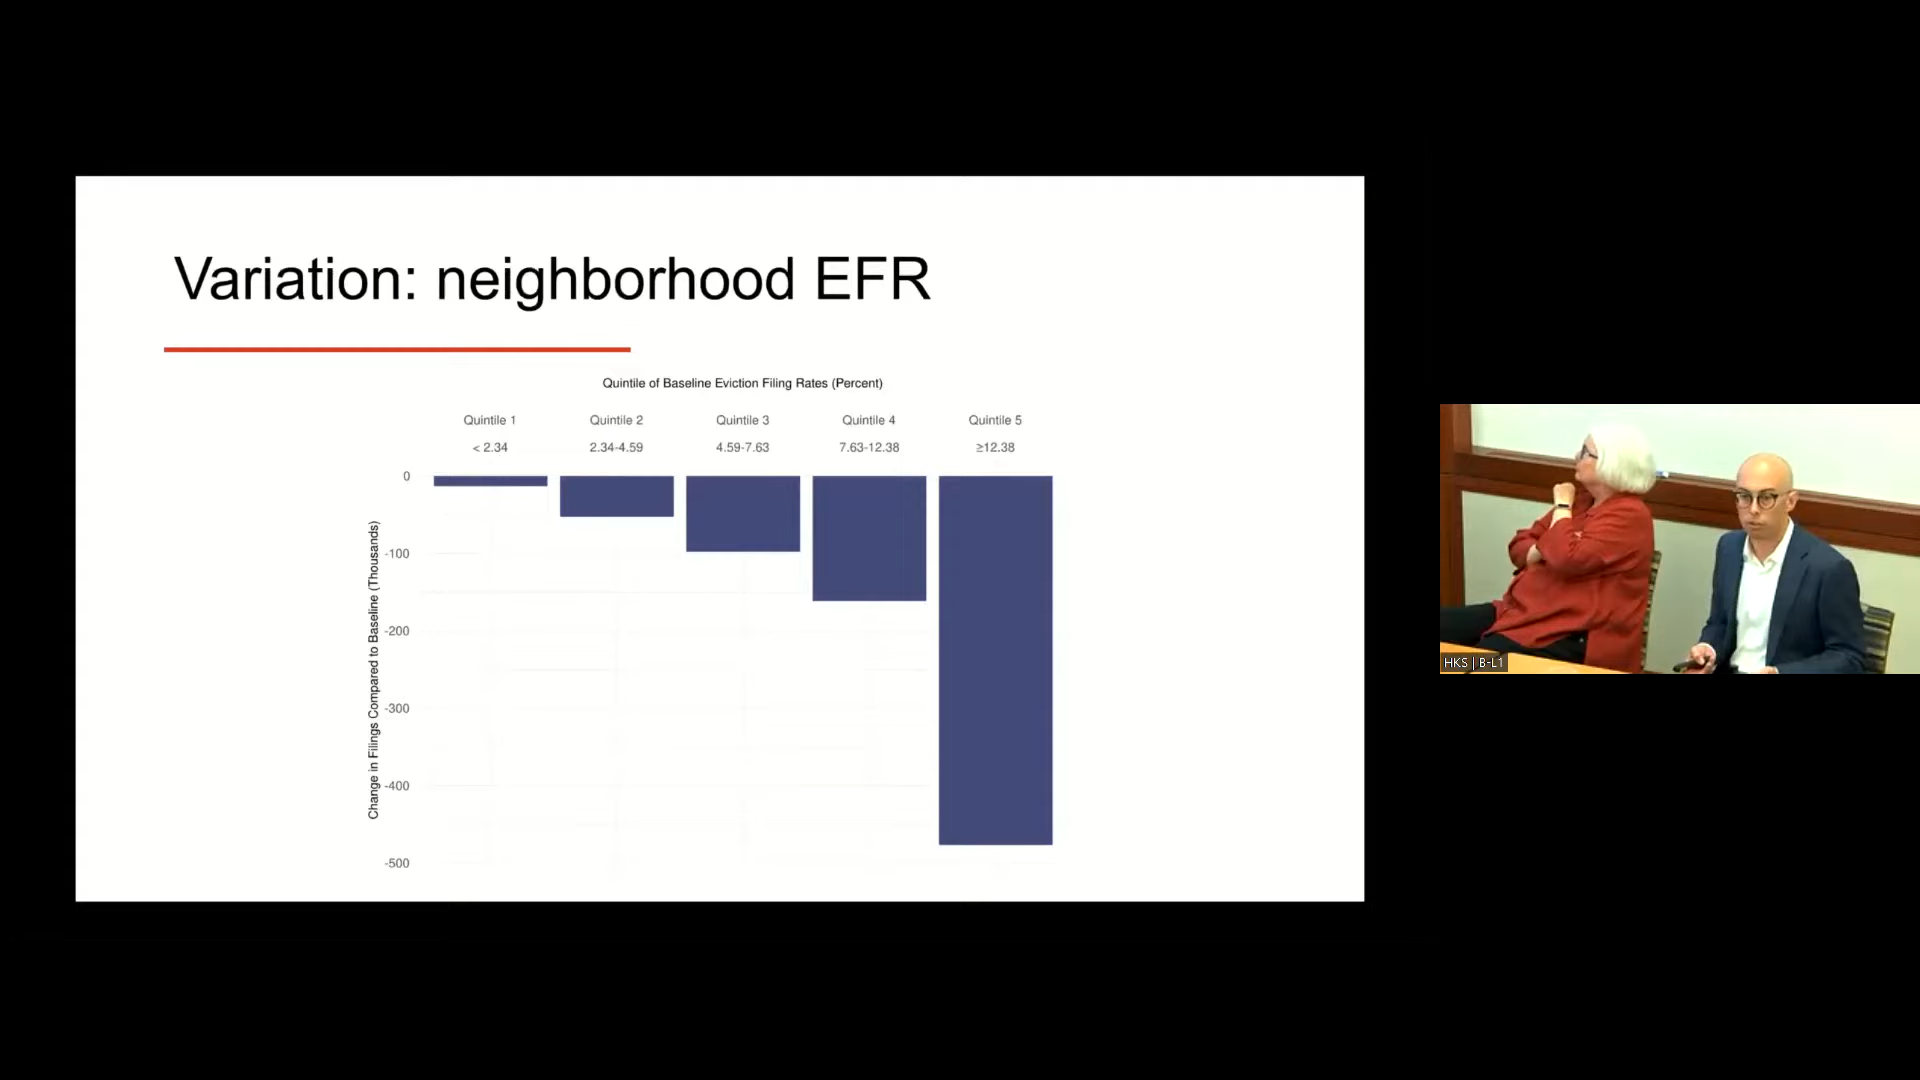 Variation: neighborhood EFR
Quintile of Baseline Eviction Filing Rates (Percent)
Quintile 1
Quintile 2
Quintile 3
Quintile 4
Quintile 5
< 2.34
2.34-4.59
4.59-7.63
7.63-12.38
≥12.38
Change in Filings Compared to Baseline (Thousands)
0
-100
-200
-300
-400
-500
HKS | B-L1